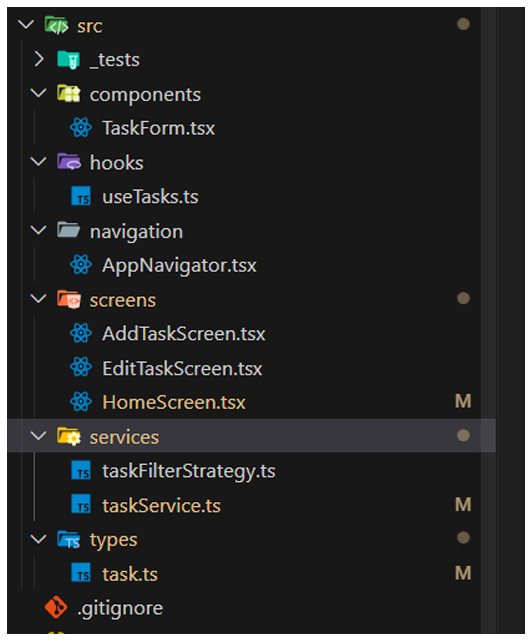 src
_tests
components
TaskForm.tsx
hooks
TS useTasks.ts
navigation
AppNavigator.tsx
screens
AddTaskScreen.tsx
EditTaskScreen.tsx
HomeScreen.tsx M
services
TS taskFilterStrategy.ts
TS taskService.ts M
TS types
TS task.ts M
.gitignore